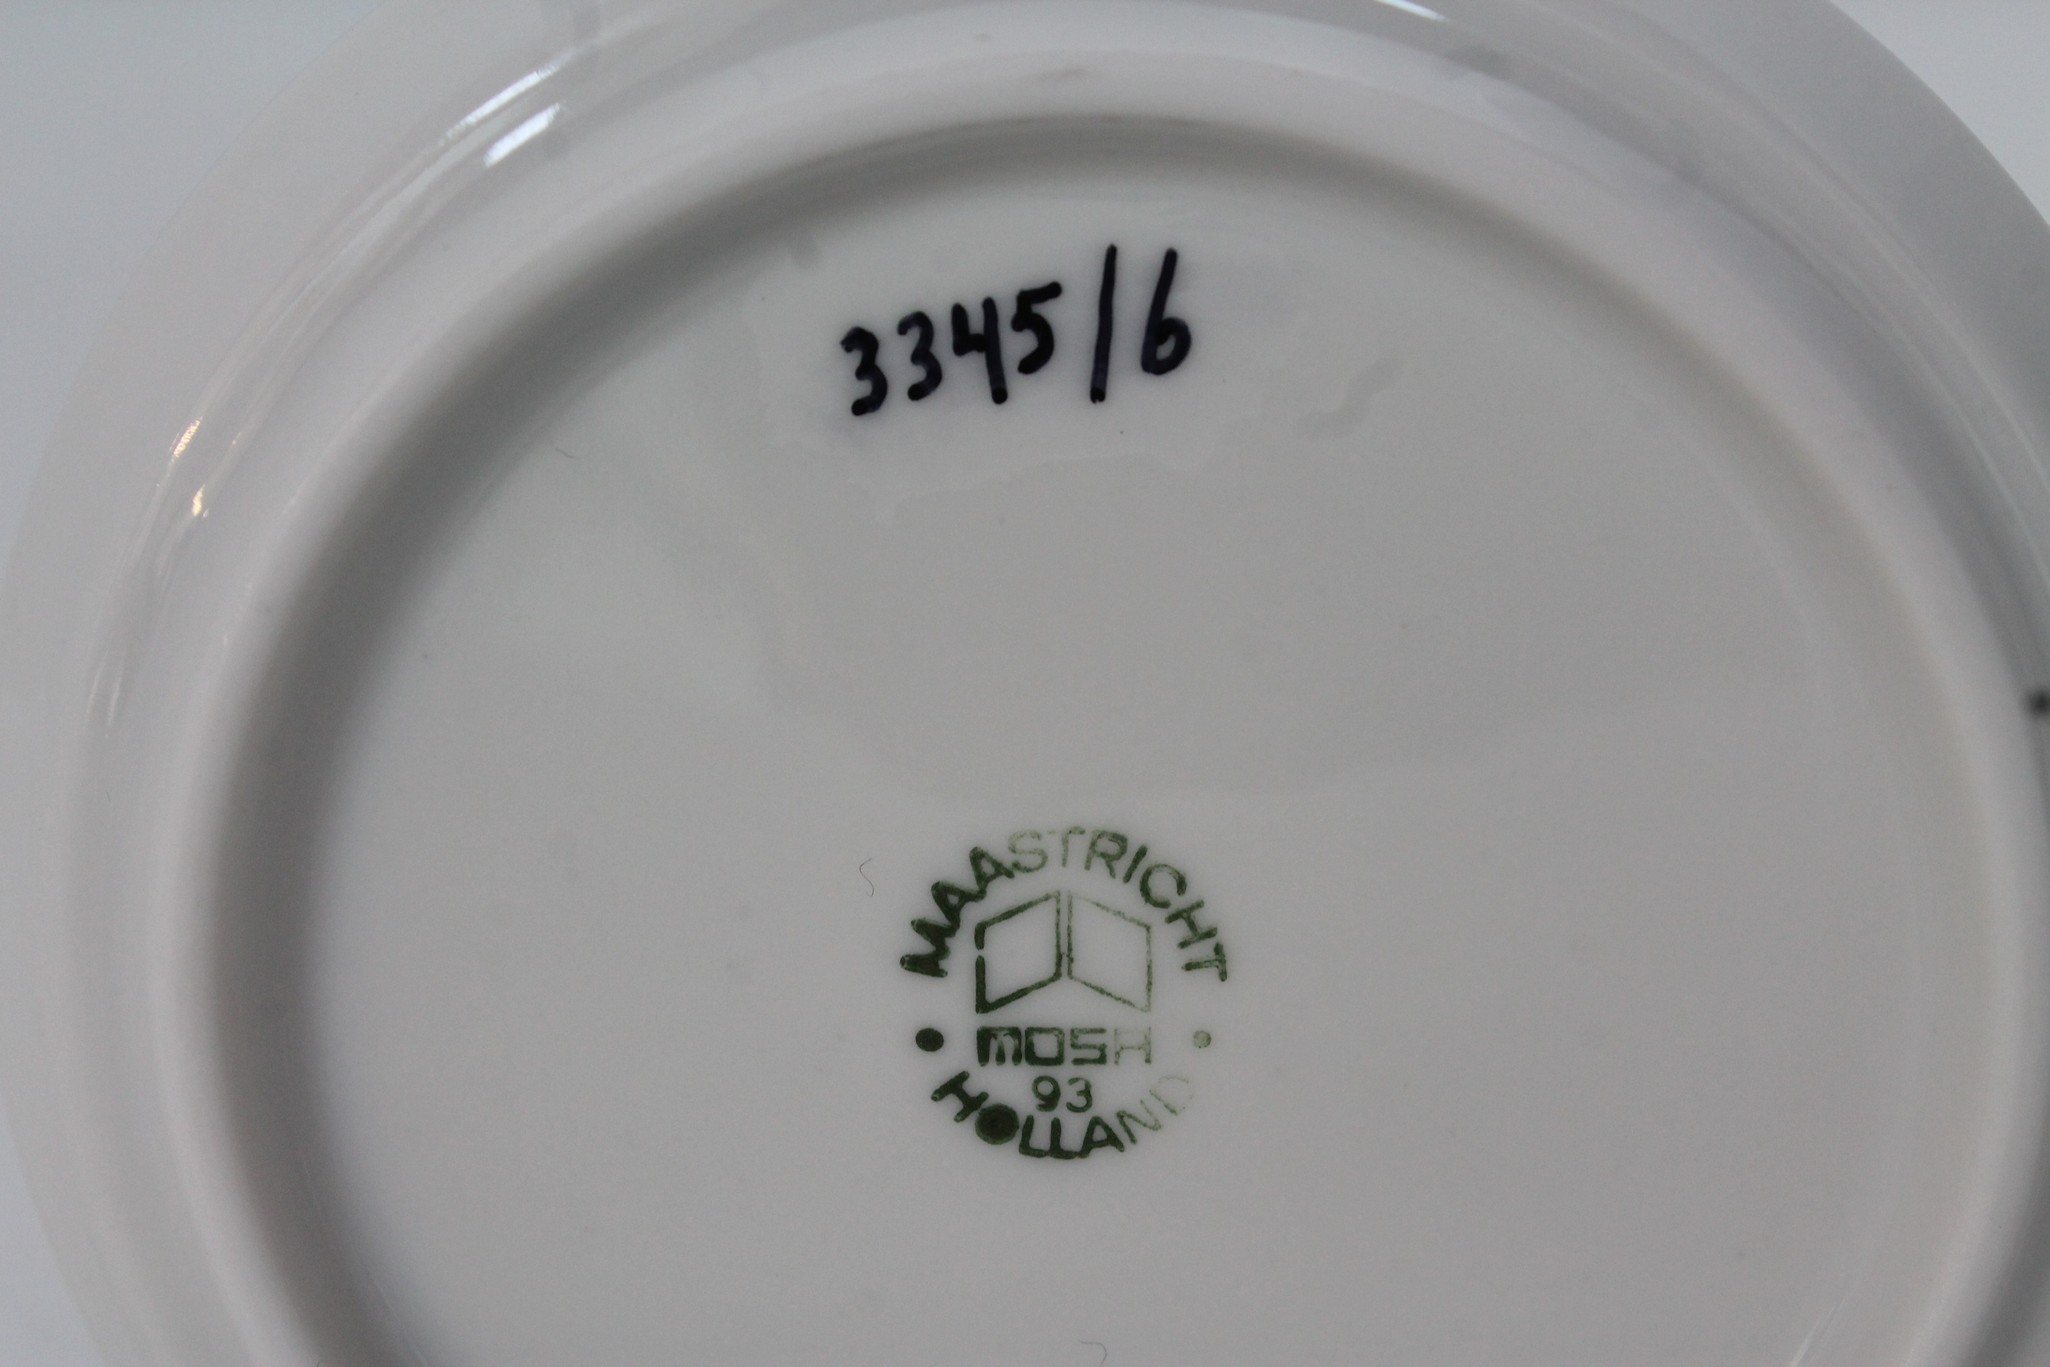 3345/6
MAASTRICHT
MOSA
93
HOLLAND